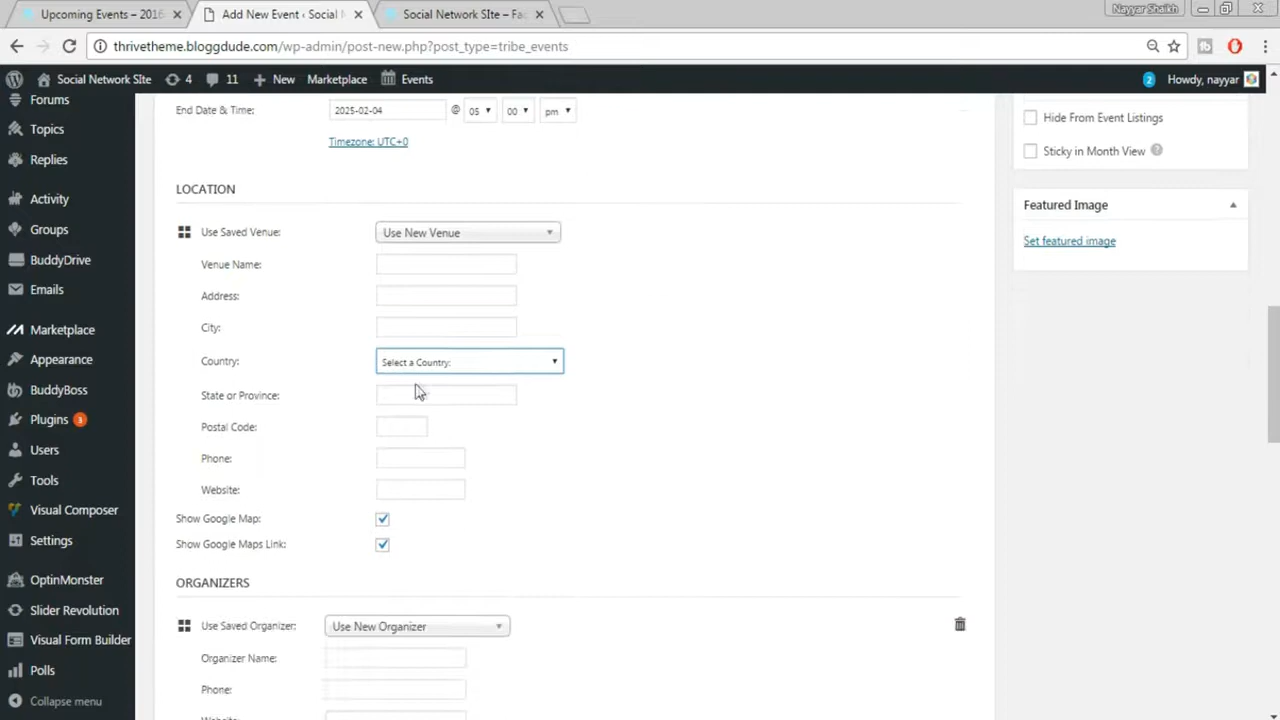 Upcoming Events – 2016
Add New Event ‹ Social N
Social Network SIte – Fac
Nayyar Shaikh
thrivetheme.bloggdude.com/wp-admin/post-new.php?post_type=tribe_events
Social Network SIte
4
11
New
Marketplace
Events
2
Howdy, nayyar
Forums
Topics
Replies
Activity
Groups
BuddyDrive
Emails
Marketplace
Appearance
BuddyBoss
Plugins 3
Users
Tools
Visual Composer
Settings
OptinMonster
Slider Revolution
Visual Form Builder
Polls
Collapse menu
End Date & Time: 2025-02-04 @ 05 00 pm
Timezone: UTC+0
LOCATION
Use Saved Venue: Use New Venue
Venue Name:
Address:
City:
Country: Select a Country:
State or Province:
Postal Code:
Phone:
Website:
Show Google Map:
Show Google Maps Link:
ORGANIZERS
Use Saved Organizer: Use New Organizer
Organizer Name:
Phone:
Hide From Event Listings
Sticky in Month View ?
Featured Image
Set featured image